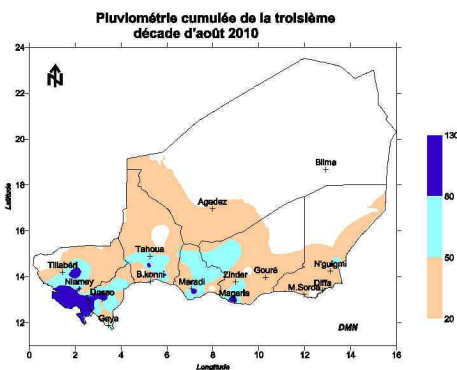 Pluviométrie cumulée de la troisième
décade d'août 2010
24
22
20
18
16
14
12
Latitude
N
Bilma
Agadez
Tahoua
Tillabéri
B.konni
Niamey
Dosso
Gaya
Maradi
Zinder
Magaria
Gouré
N'guigmi
Diffa
M.Soroa
DMN
0 2 4 6 8 10 12 14 16
Longitude
130
80
50
20